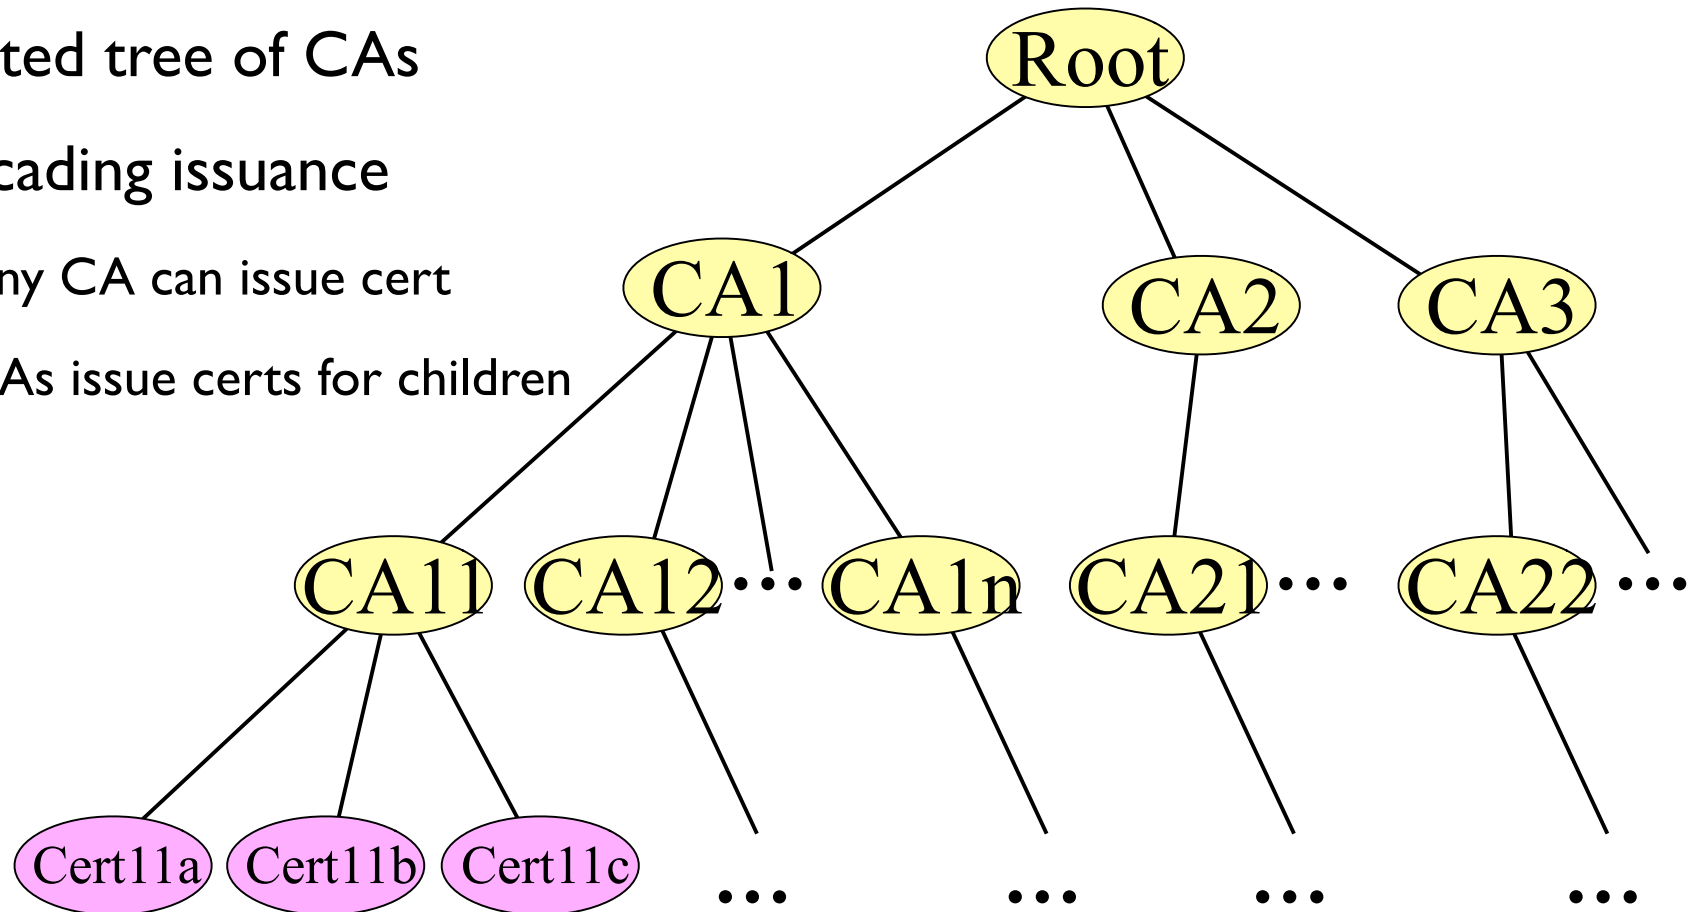 ted tree of CAs
cading issuance
ny CA can issue cert
As issue certs for children
Root
CA1
CA2
CA3
CA11
CA12
•••
CA1n
CA21
•••
CA22
•••
Cert11a
Cert11b
Cert11c
•••
•••
•••
•••